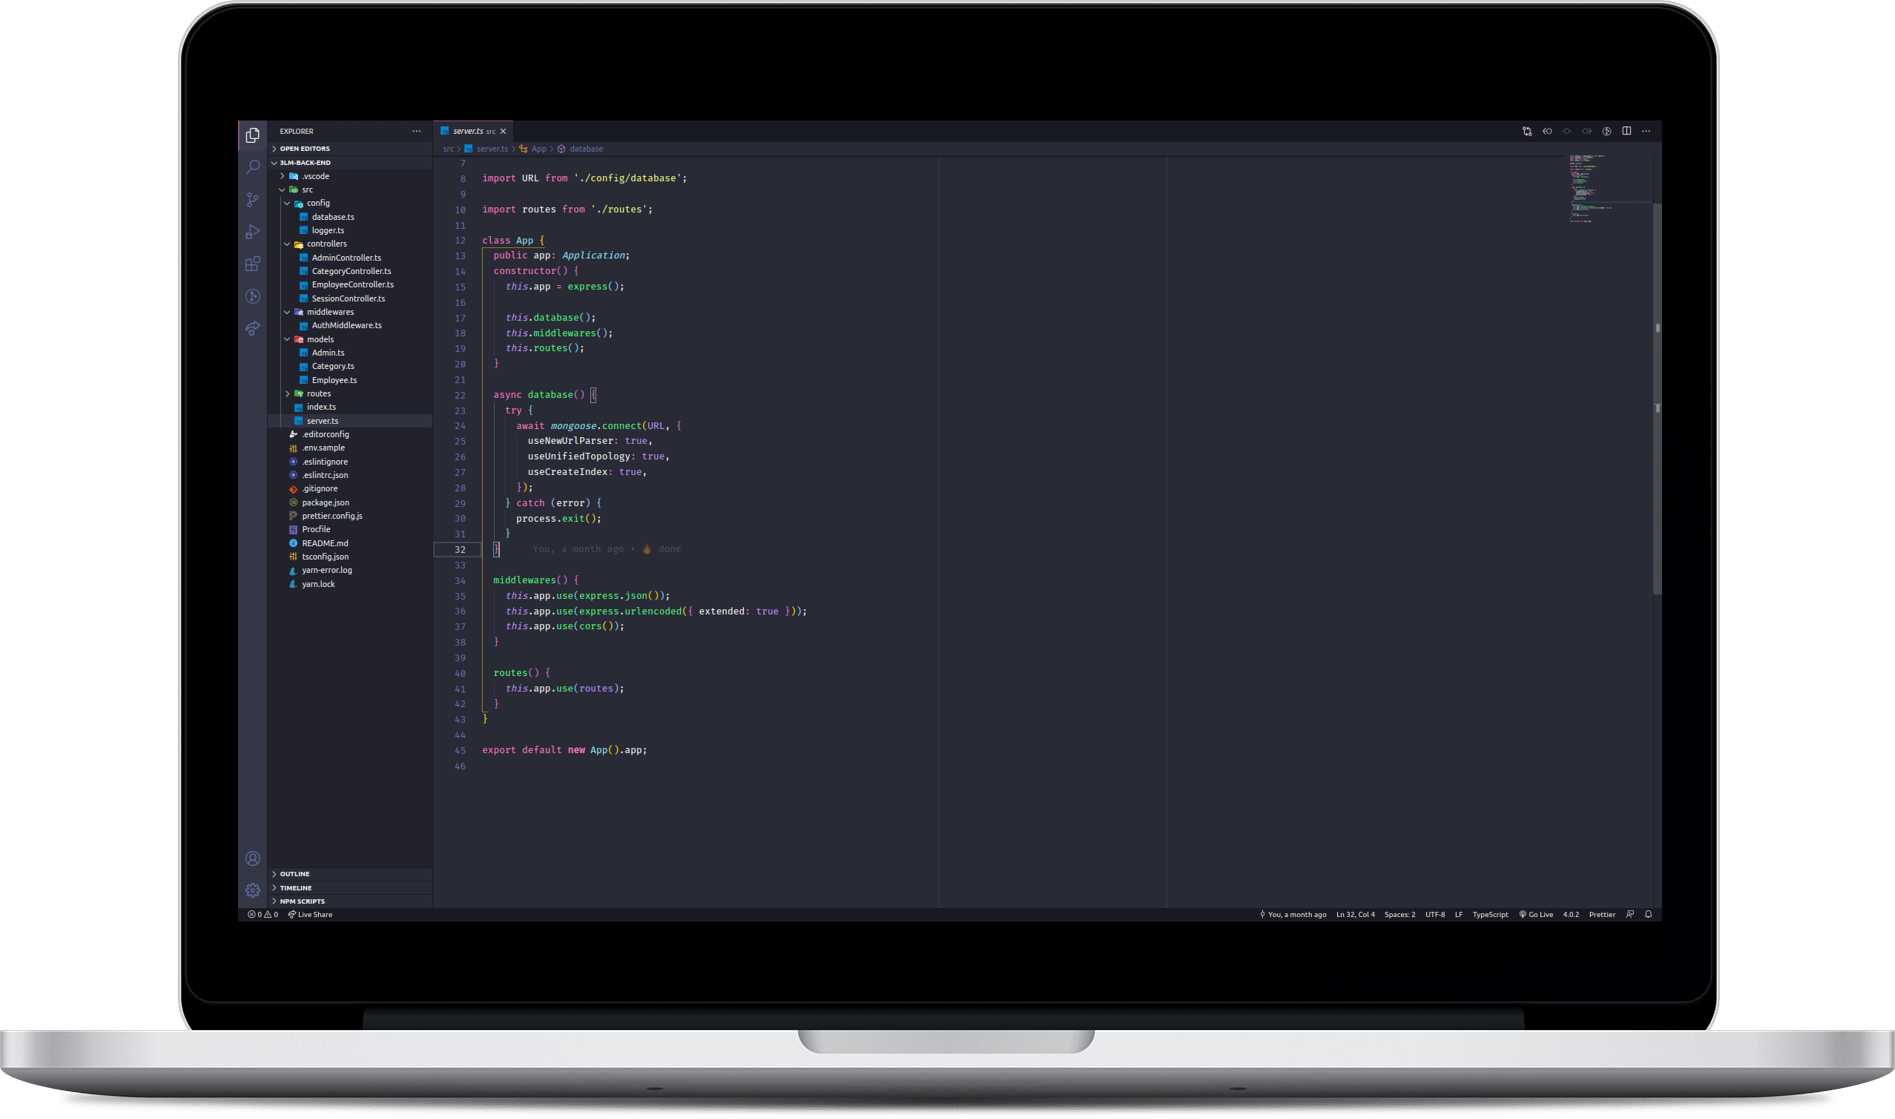 EXPLORER
OPEN EDITORS
3LM-BACK-END
.vscode
src
config
database.ts
logger.ts
controllers
AdminController.ts
CategoryController.ts
EmployeeController.ts
SessionController.ts
middlewares
AuthMiddleware.ts
models
Admin.ts
Category.ts
Employee.ts
routes
index.ts
server.ts
.editorconfig
.env.sample
.eslintignore
.eslintrc.json
.gitignore
package.json
prettier.config.js
Procfile
README.md
tsconfig.json
yarn-error.log
yarn.lock
OUTLINE
TIMELINE
NPM SCRIPTS
server.ts src
src > server.ts > App > database
7
8 import URL from './config/database';
9
10 import routes from './routes';
11
12 class App {
13 public app: Application;
14 constructor() {
15 this.app = express();
16
17 this.database();
18 this.middlewares();
19 this.routes();
20 }
21
22 async database() {
23 try {
24 await mongoose.connect(URL, {
25 useNewUrlParser: true,
26 useUnifiedTopology: true,
27 useCreateIndex: true,
28 });
29 } catch (error) {
30 process.exit();
31 }
32 } You, a month ago • 🔥 done
33
34 middlewares() {
35 this.app.use(express.json());
36 this.app.use(express.urlencoded({ extended: true }));
37 this.app.use(cors());
38 }
39
40 routes() {
41 this.app.use(routes);
42 }
43 }
44
45 export default new App().app;
46
0 0 Live Share You, a month ago Ln 32, Col 4 Spaces: 2 UTF-8 LF TypeScript Go Live 4.0.2 Prettier